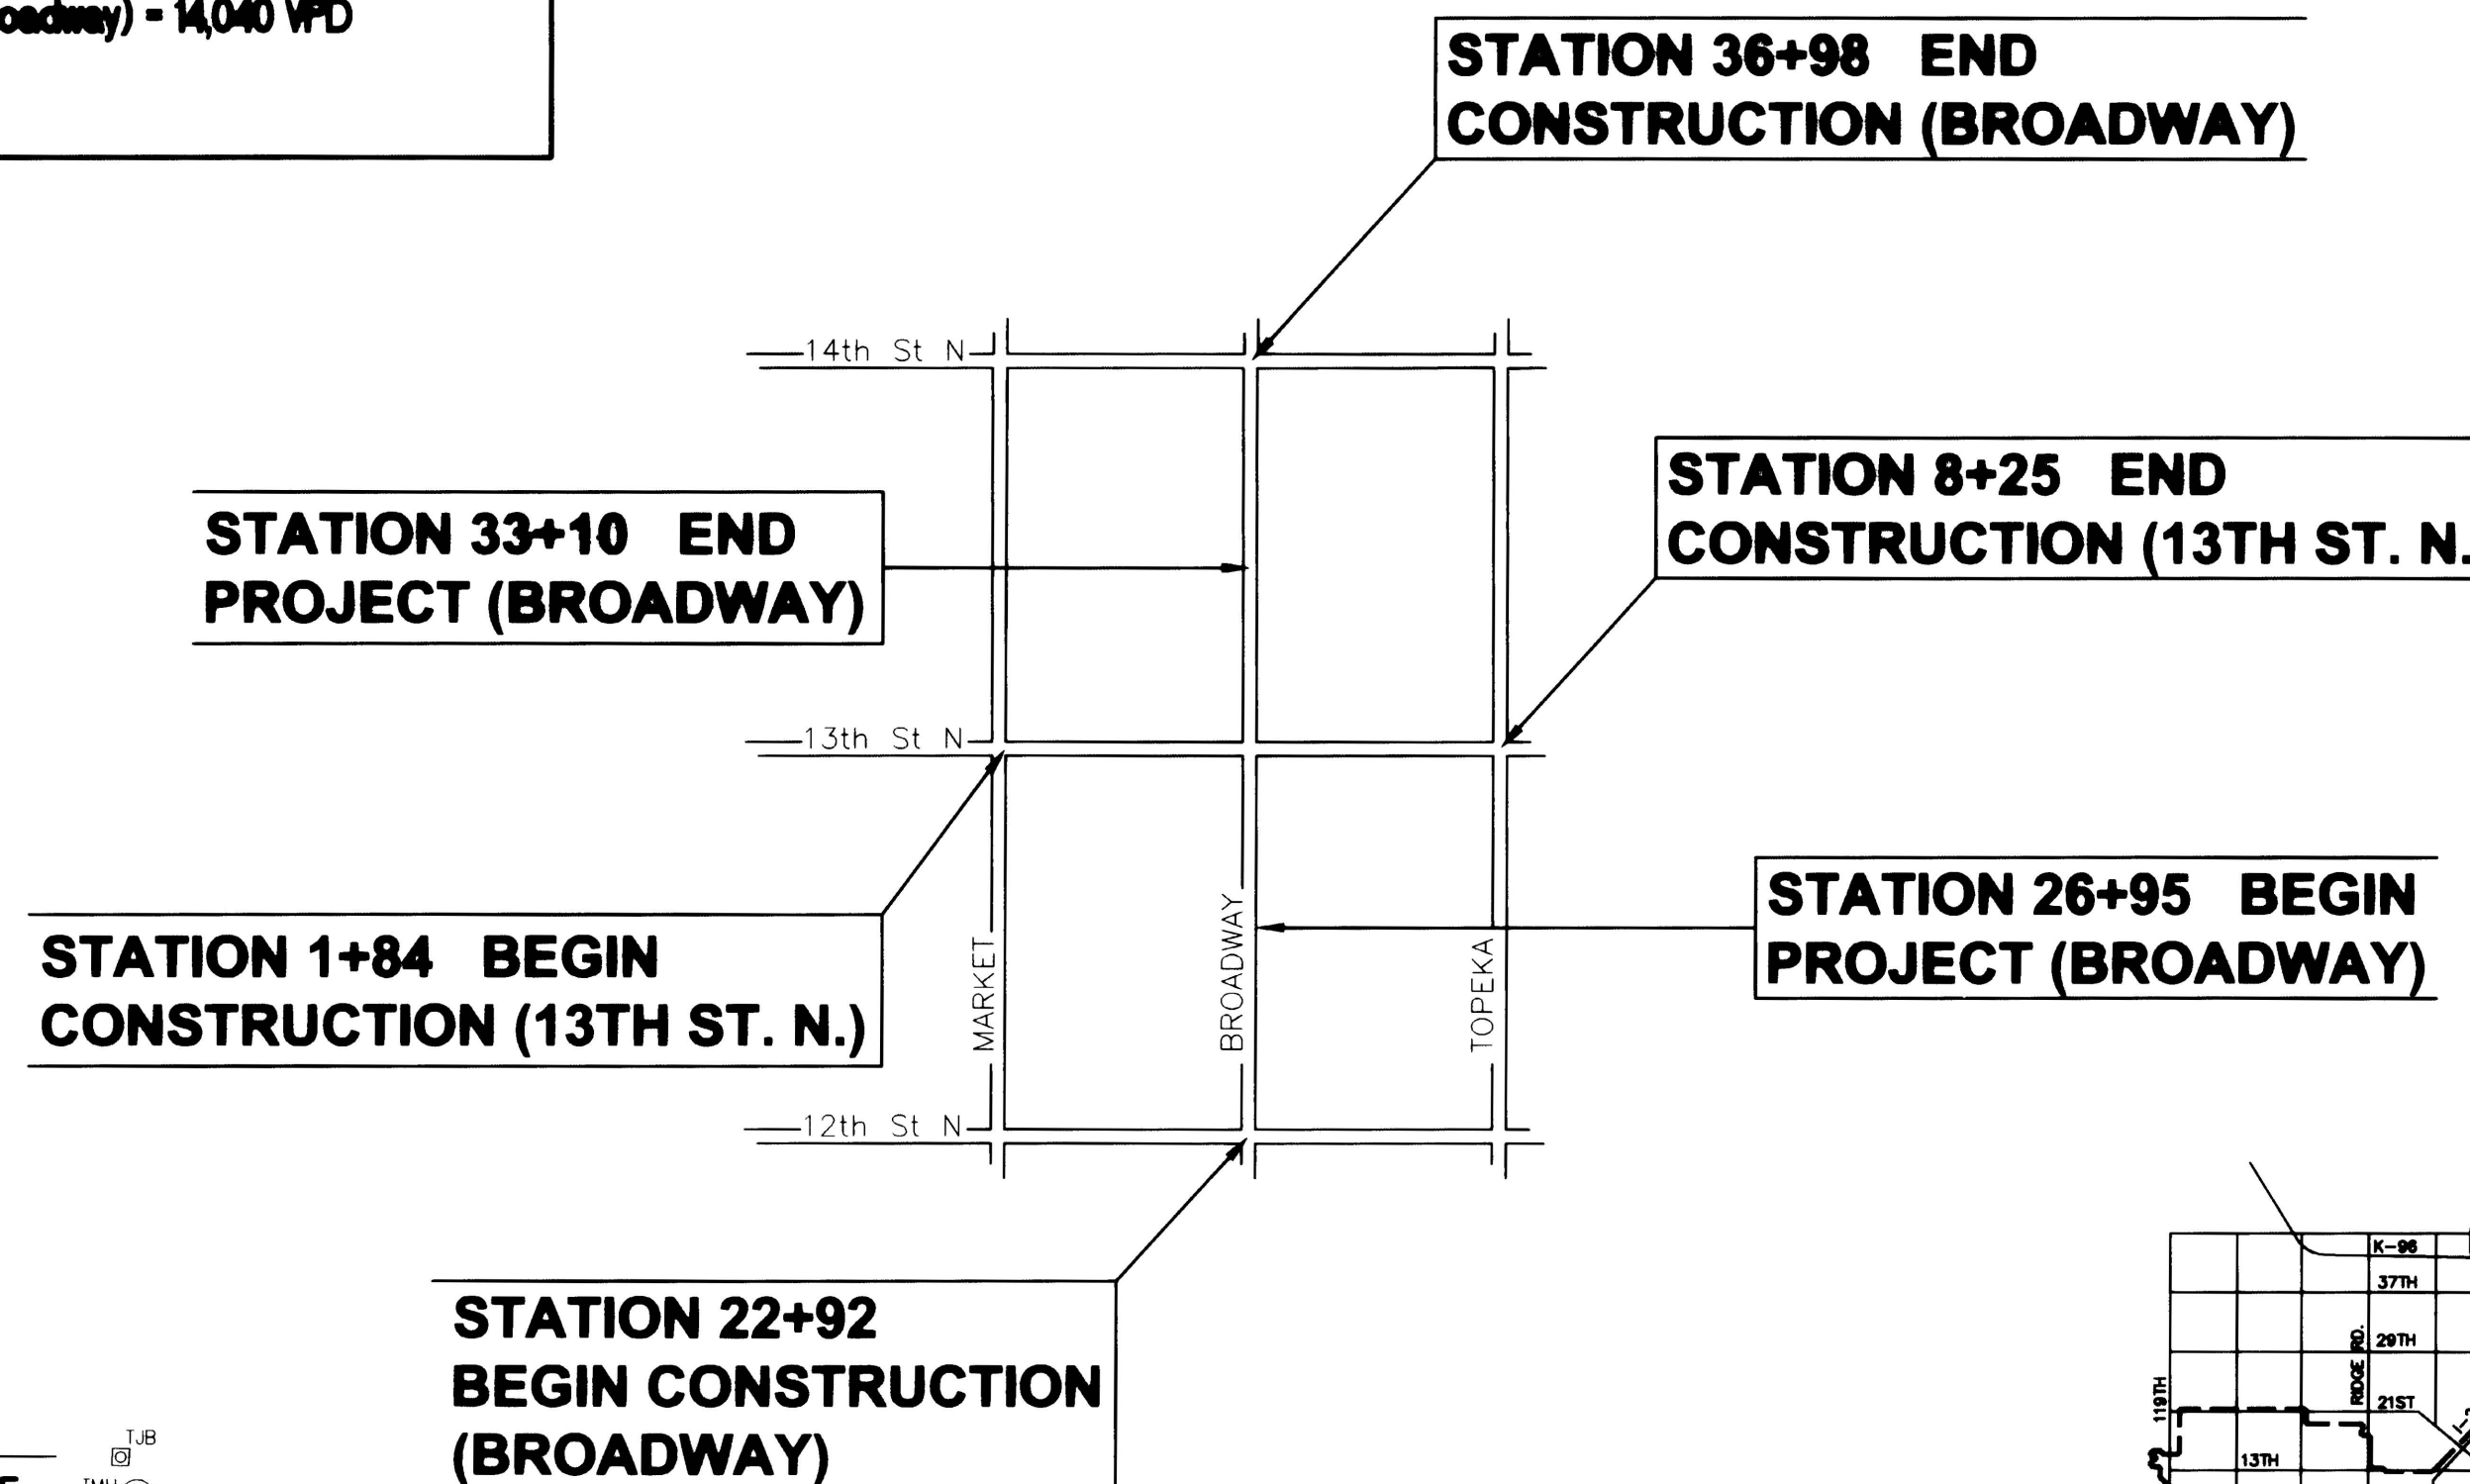 = 14,040 VPD
STATION 36+98 END
CONSTRUCTION (BROADWAY)
14th St N
STATION 8+25 END
CONSTRUCTION (13TH ST. N.
STATION 33+10 END
PROJECT (BROADWAY)
13th St N
STATION 26+95 BEGIN
PROJECT (BROADWAY)
STATION 1+84 BEGIN
CONSTRUCTION (13TH ST. N.)
MARKET
BROADWAY
TOPEKA
12th St N
STATION 22+92
BEGIN CONSTRUCTION
(BROADWAY)
K-96
37TH
29TH
RIDGE RD.
21ST
119TH
13TH
TJB